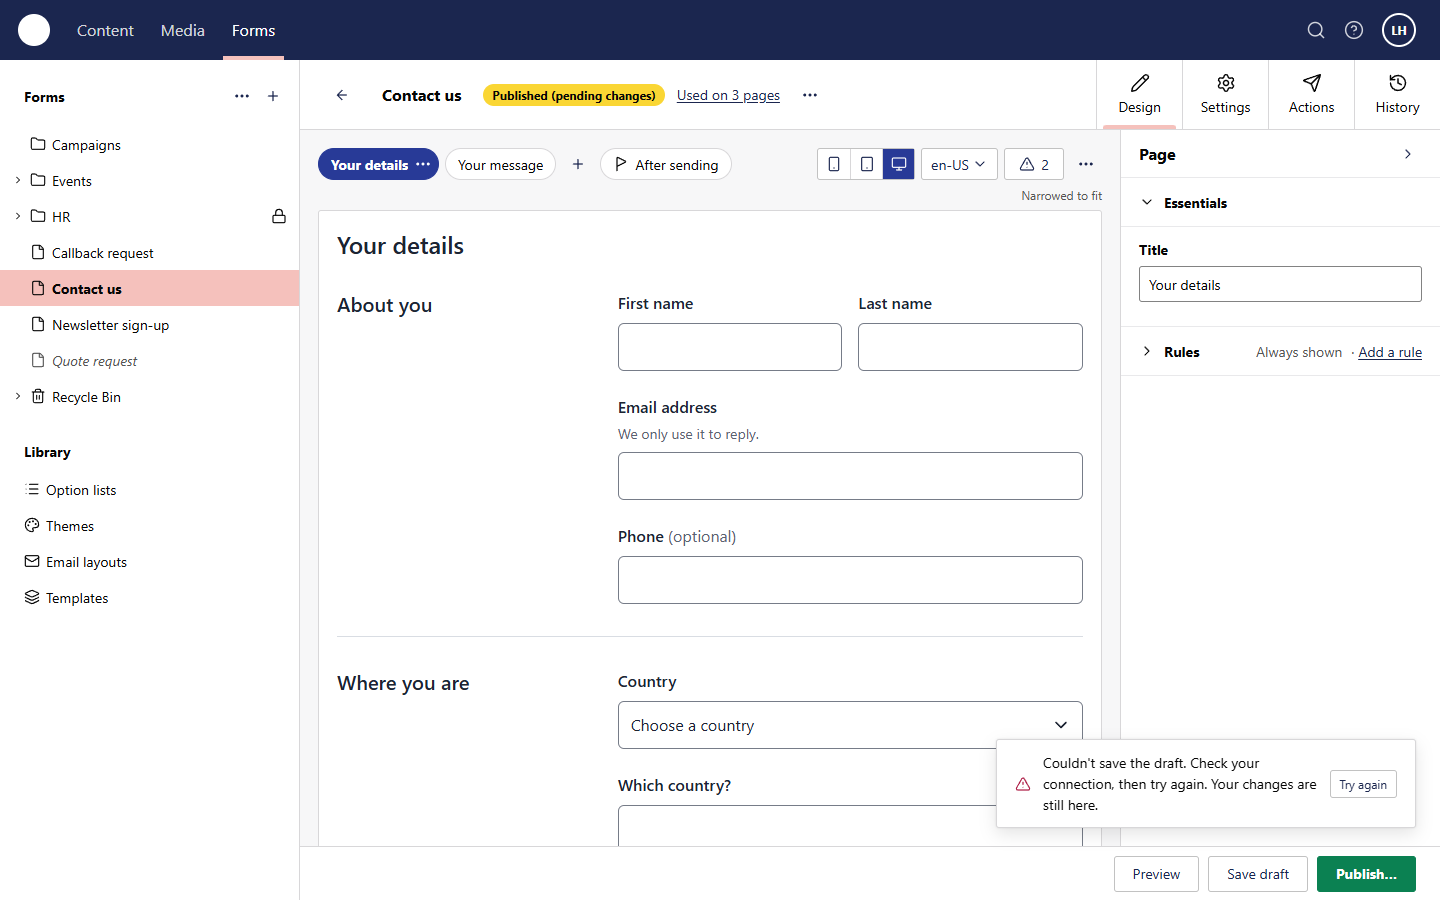 Content
Media
Forms
LH
Forms
Campaigns
Events
HR
Callback request
Contact us
Newsletter sign-up
Quote request
Recycle Bin
Library
Option lists
Themes
Email layouts
Templates
Contact us
Published (pending changes)
Used on 3 pages
Design
Settings
Actions
History
Your details
Your message
After sending
en-US
2
Narrowed to fit
Your details
About you
First name
Last name
Email address
We only use it to reply.
Phone (optional)
Where you are
Country
Choose a country
Which country?
Page
Essentials
Title
Your details
Rules
Always shown · Add a rule
Couldn't save the draft. Check your
connection, then try again. Your changes are
still here.
Try again
Preview
Save draft
Publish...